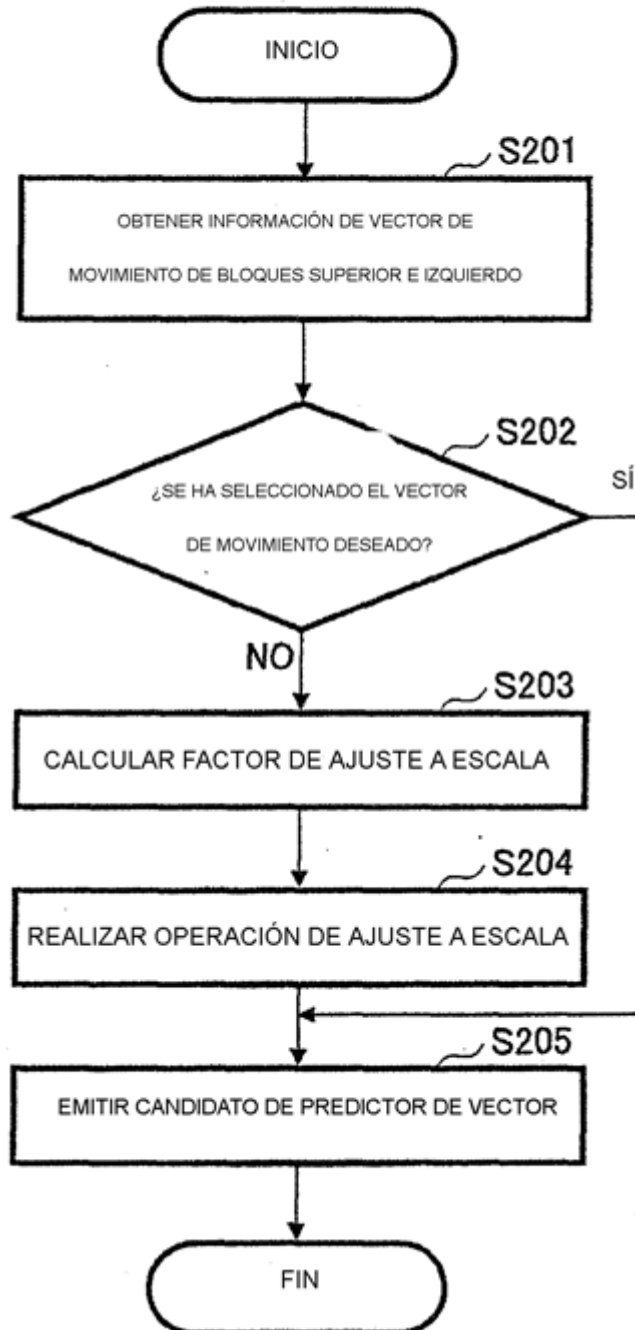 INICIO
S201
OBTENER INFORMACIÓN DE VECTOR DE
MOVIMIENTO DE BLOQUES SUPERIOR E IZQUIERDO
S202
¿SE HA SELECCIONADO EL VECTOR
DE MOVIMIENTO DESEADO?
SÍ
NO
S203
CALCULAR FACTOR DE AJUSTE A ESCALA
S204
REALIZAR OPERACIÓN DE AJUSTE A ESCALA
S205
EMITIR CANDIDATO DE PREDICTOR DE VECTOR
FIN